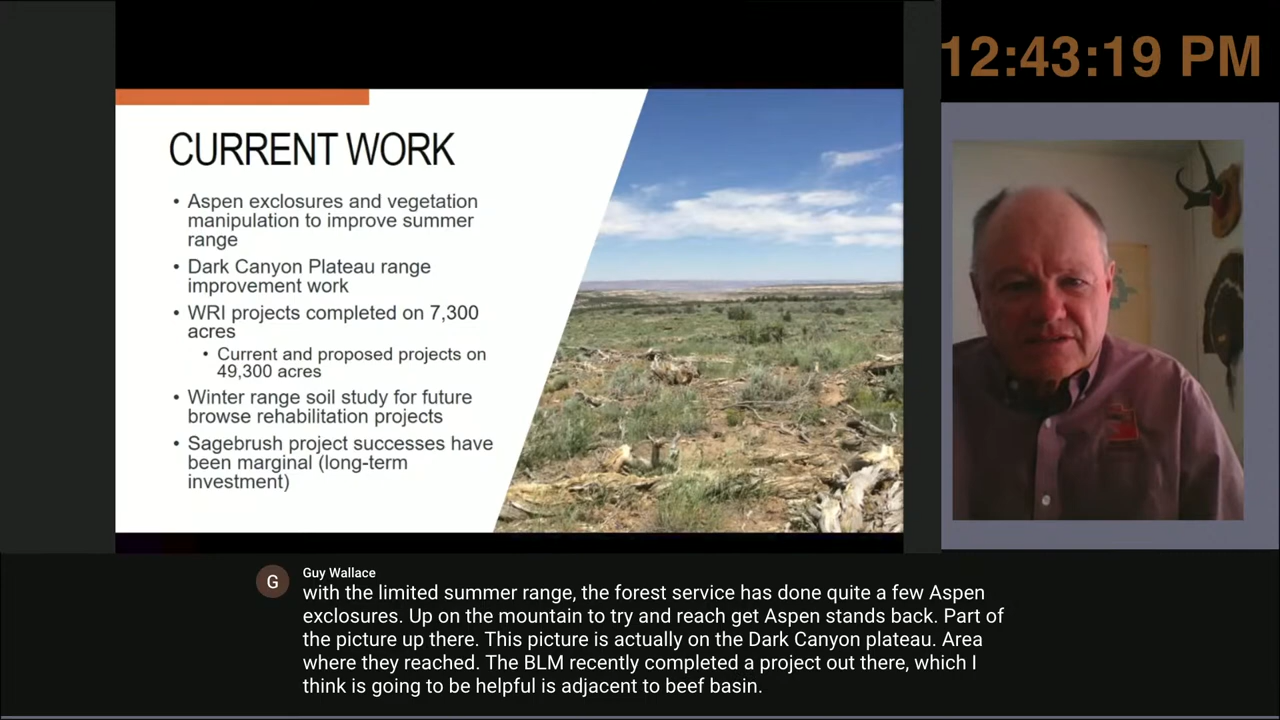 12:43:19 PM
CURRENT WORK
• Aspen exclosures and vegetation
manipulation to improve summer
range
• Dark Canyon Plateau range
improvement work
• WRI projects completed on 7,300
acres
• Current and proposed projects on
49,300 acres
• Winter range soil study for future
browse rehabilitation projects
• Sagebrush project successes have
been marginal (long-term
investment)
G
Guy Wallace
with the limited summer range, the forest service has done quite a few Aspen
exclosures. Up on the mountain to try and reach get Aspen stands back. Part of
the picture up there. This picture is actually on the Dark Canyon plateau. Area
where they reached. The BLM recently completed a project out there, which I
think is going to be helpful is adjacent to beef basin.